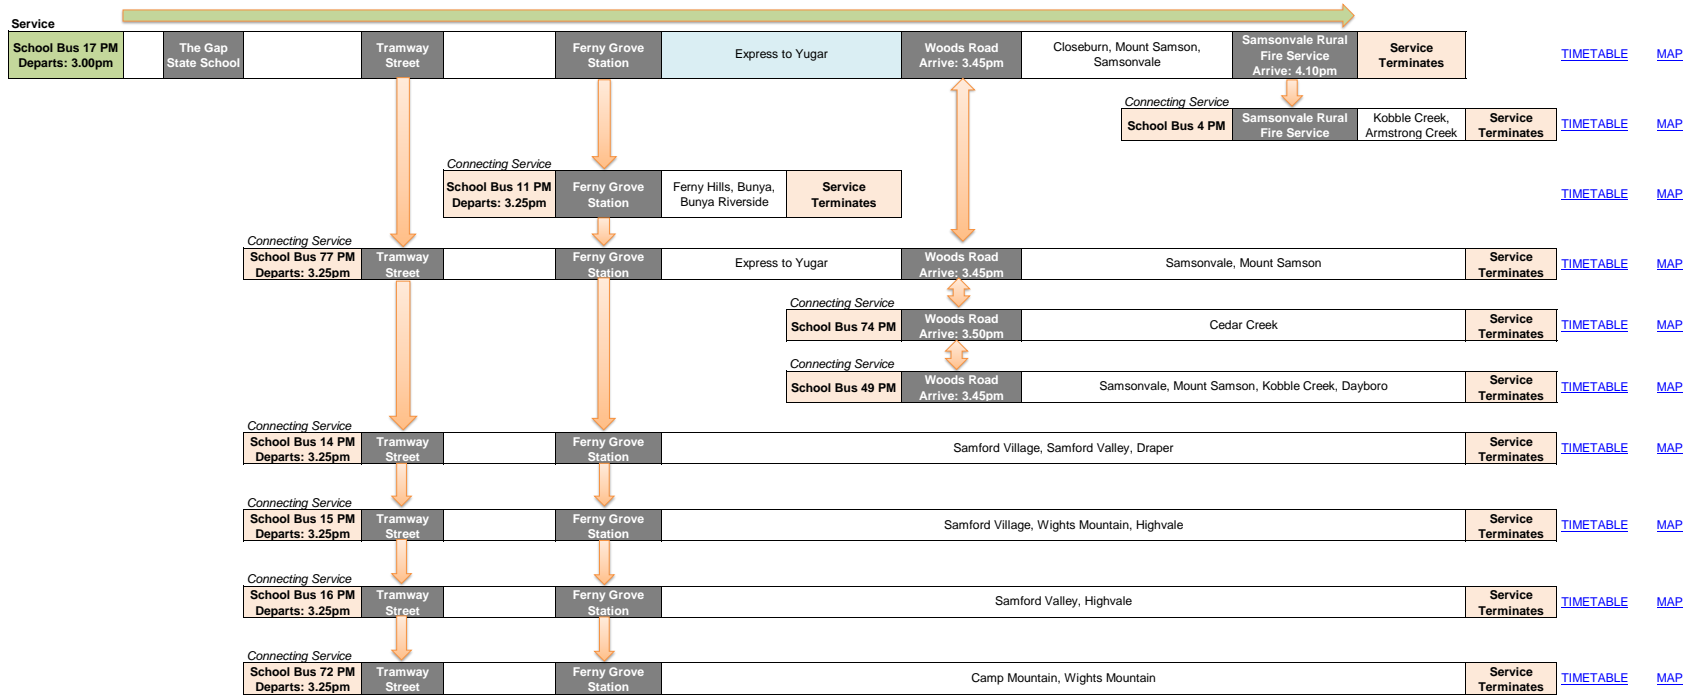 Service
School Bus 17 PM
Departs: 3.00pm
The Gap
State School
Tramway
Street
Ferny Grove
Station
Express to Yugar
Woods Road
Arrive: 3.45pm
Closeburn, Mount Samson,
Samsonvale
Samsonvale Rural
Fire Service
Arrive: 4.10pm
Service
Terminates
TIMETABLE
MAP
Connecting Service
School Bus 4 PM
Samsonvale Rural
Fire Service
Kobble Creek,
Armstrong Creek
Service
Terminates
TIMETABLE
MAP
Connecting Service
School Bus 11 PM
Departs: 3.25pm
Ferny Grove
Station
Ferny Hills, Bunya,
Bunya Riverside
Service
Terminates
TIMETABLE
MAP
Connecting Service
School Bus 77 PM
Departs: 3.25pm
Tramway
Street
Ferny Grove
Station
Express to Yugar
Woods Road
Arrive: 3.45pm
Samsonvale, Mount Samson
Service
Terminates
TIMETABLE
MAP
Connecting Service
School Bus 74 PM
Woods Road
Arrive: 3.50pm
Cedar Creek
Service
Terminates
TIMETABLE
MAP
Connecting Service
School Bus 49 PM
Woods Road
Arrive: 3.45pm
Samsonvale, Mount Samson, Kobble Creek, Dayboro
Service
Terminates
TIMETABLE
MAP
Connecting Service
School Bus 14 PM
Departs: 3.25pm
Tramway
Street
Ferny Grove
Station
Samford Village, Samford Valley, Draper
Service
Terminates
TIMETABLE
MAP
Connecting Service
School Bus 15 PM
Departs: 3.25pm
Tramway
Street
Ferny Grove
Station
Samford Village, Wights Mountain, Highvale
Service
Terminates
TIMETABLE
MAP
Connecting Service
School Bus 16 PM
Departs: 3.25pm
Tramway
Street
Ferny Grove
Station
Samford Valley, Highvale
Service
Terminates
TIMETABLE
MAP
Connecting Service
School Bus 72 PM
Departs: 3.25pm
Tramway
Street
Ferny Grove
Station
Camp Mountain, Wights Mountain
Service
Terminates
TIMETABLE
MAP